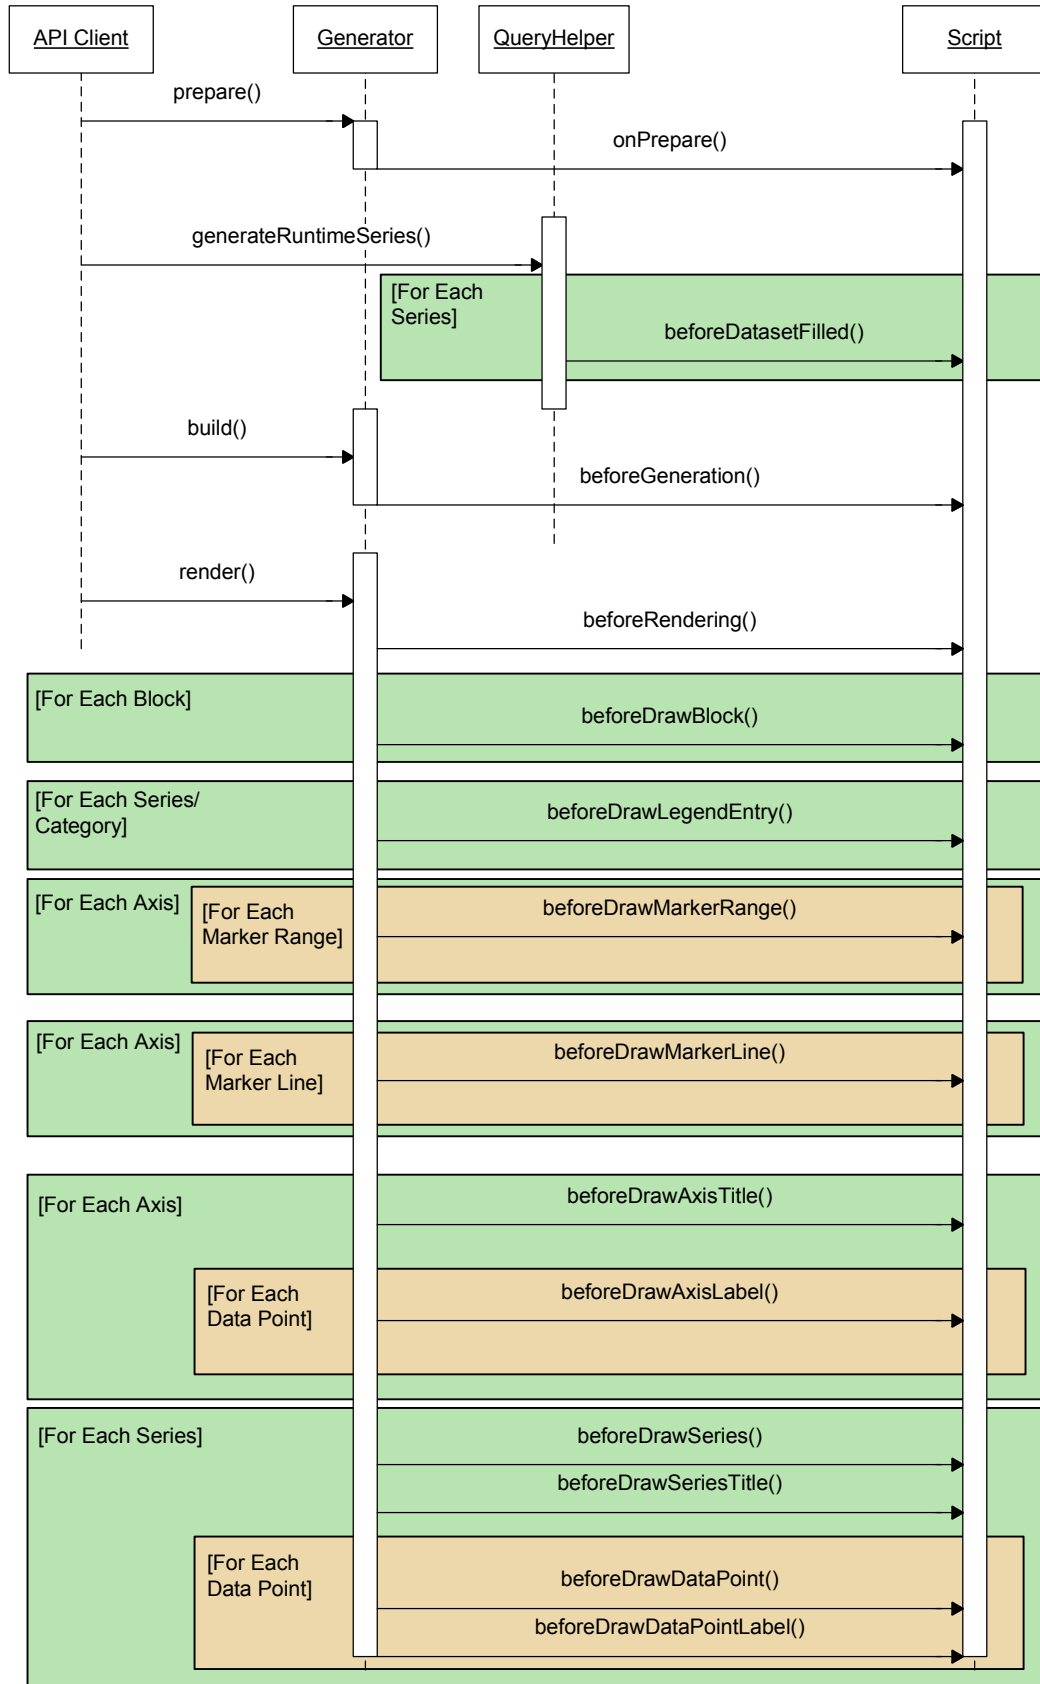 API Client
Generator
QueryHelper
Script
prepare()
onPrepare()
generateRuntimeSeries()
[For Each
Series]
beforeDatasetFilled()
build()
beforeGeneration()
render()
beforeRendering()
[For Each Block]
beforeDrawBlock()
[For Each Series/
Category]
beforeDrawLegendEntry()
[For Each Axis]
[For Each
Marker Range]
beforeDrawMarkerRange()
[For Each Axis]
[For Each
Marker Line]
beforeDrawMarkerLine()
[For Each Axis]
beforeDrawAxisTitle()
[For Each
Data Point]
beforeDrawAxisLabel()
[For Each Series]
beforeDrawSeries()
beforeDrawSeriesTitle()
[For Each
Data Point]
beforeDrawDataPoint()
beforeDrawDataPointLabel()